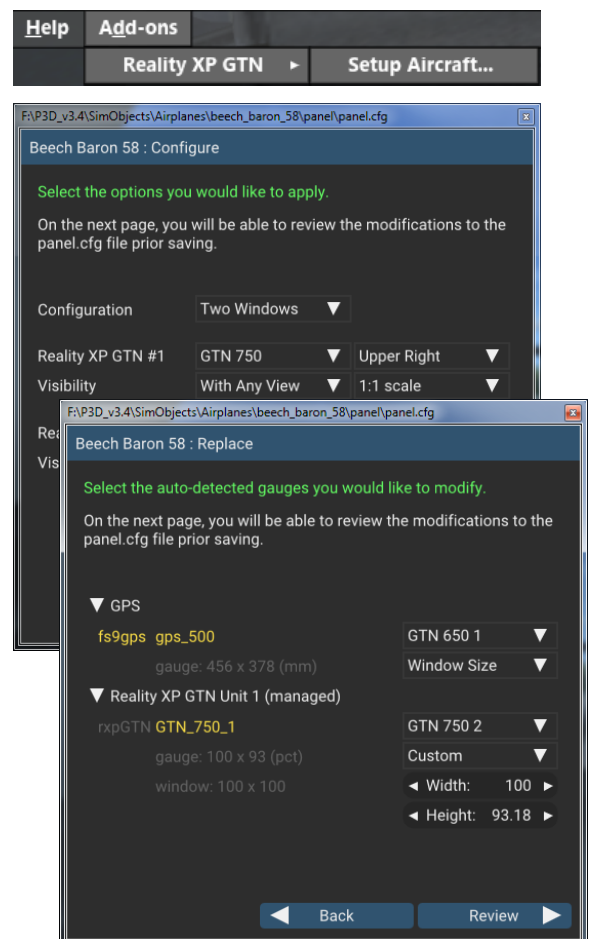 Help Add-ons
Reality XP GTN Setup Aircraft...
F:\P3D_v3.4\SimObjects\Airplanes\beech_baron_58\panel\panel.cfg
Beech Baron 58 : Configure
Select the options you would like to apply.
On the next page, you will be able to review the modifications to the
panel.cfg file prior saving.
Configuration Two Windows
Reality XP GTN #1 GTN 750 Upper Right
Visibility With Any View 1:1 scale
Rea
Vis
F:\P3D_v3.4\SimObjects\Airplanes\beech_baron_58\panel\panel.cfg
Beech Baron 58 : Replace
Select the auto-detected gauges you would like to modify.
On the next page, you will be able to review the modifications to the
panel.cfg file prior saving.
GPS
fs9gps gps_500 GTN 650 1
gauge: 456 x 378 (mm) Window Size
Reality XP GTN Unit 1 (managed)
rxpGTN GTN_750_1 GTN 750 2
gauge: 100 x 93 (pct) Custom
window: 100 x 100 Width: 100
Height: 93.18
Back Review